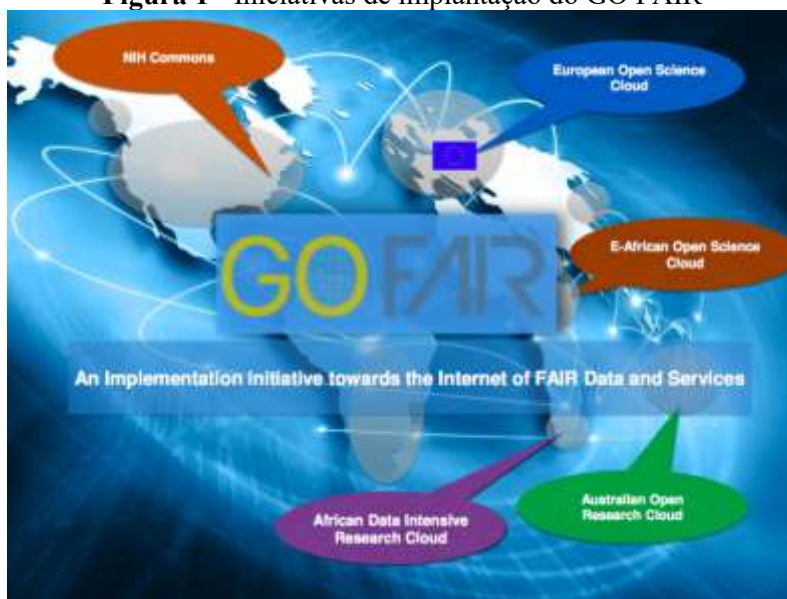 Figura 1 - Iniciativas de implantação do GO FAIR
NIH Commons
European Open Science
Cloud
E-African Open Science
Cloud
GO FAIR
An Implementation Initiative towards the Internet of FAIR Data and Services
Australian Open
Research Cloud
African Data Intensive
Research Cloud